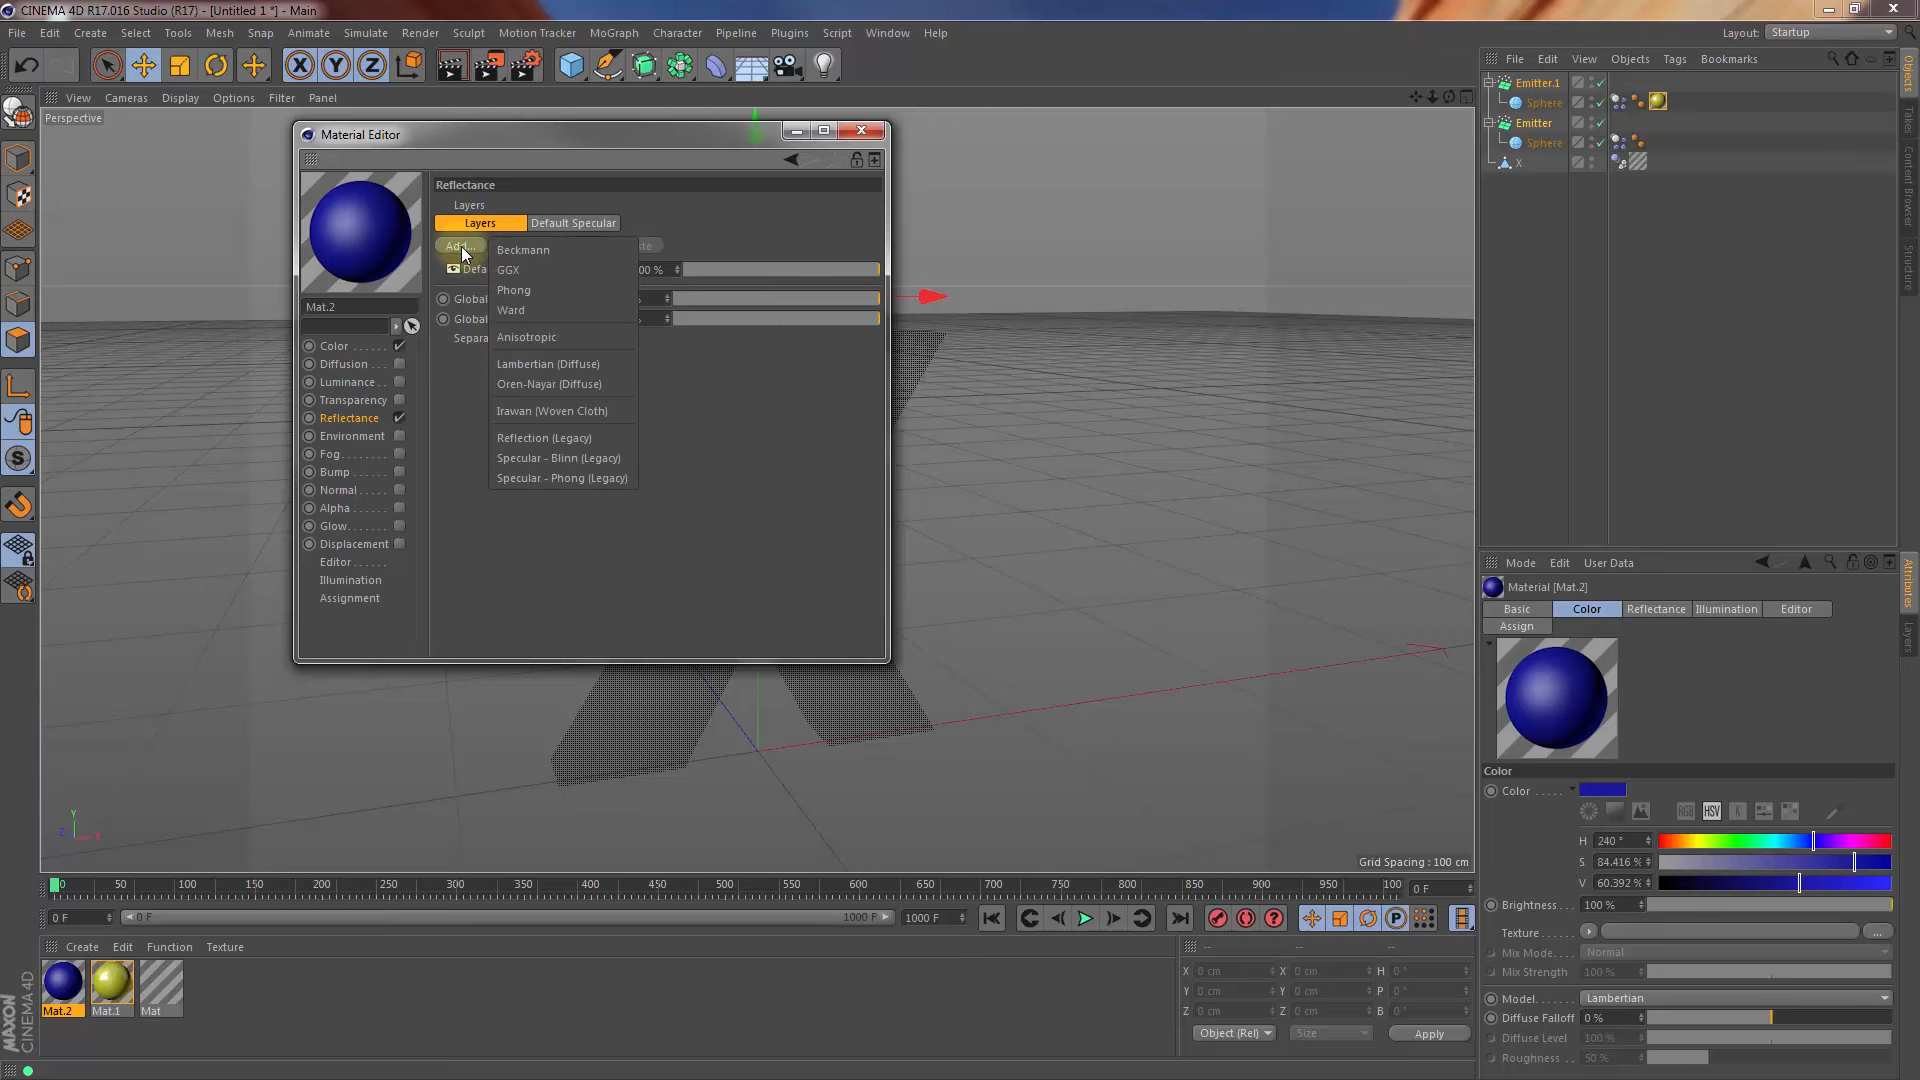 CINEMA 4D R17.016 Studio (R17) - [Untitled 1 *] - Main
File Edit Create Select Tools Mesh Snap Animate Simulate Render Sculpt Motion Tracker MoGraph Character Pipeline Plugins Script Window Help Layout: Startup
X Y Z
File Edit View Objects Tags Bookmarks
View Cameras Display Options Filter Panel
Perspective
Emitter.1
Sphere
Emitter
Sphere
X
Objects
Takes
Content Browser
Structure
Material Editor
Reflectance
Layers
Layers Default Specular
Add...
Beckmann
GGX
Phong
Ward
Anisotropic
Lambertian (Diffuse)
Oren-Nayar (Diffuse)
Irawan (Woven Cloth)
Reflection (Legacy)
Specular - Blinn (Legacy)
Specular - Phong (Legacy)
Defa 00 %
Global
Global
Separa
Mat.2
Color ......
Diffusion ...
Luminance..
Transparency
Reflectance
Environment
Fog.......
Bump .....
Normal....
Alpha .....
Glow.......
Displacement
Editor......
Illumination
Assignment
Y
Z X
Grid Spacing : 100 cm
Mode Edit User Data
Material [Mat.2]
Basic Color Reflectance Illumination Editor
Assign
Color
Color .....
RGB HSV K
H 240 °
S 84.416 %
V 60.392 %
Brightness... 100 %
Texture...... ...
Mix Mode.... Normal
Mix Strength 100 %
Model....... Lambertian
Diffuse Falloff 0 %
Diffuse Level 100 %
Roughness .. 50 %
Attributes
Layers
0 50 100 150 200 250 300 350 400 450 500 550 600 650 700 750 800 850 900 950 100 0 F
0 F 0 F 1000 F 1000 F
Create Edit Function Texture
Mat.2 Mat.1 Mat
-- -- --
X 0 cm X 0 cm H 0 °
Y 0 cm Y 0 cm P 0 °
Z 0 cm Z 0 cm B 0 °
Object (Rel) Size Apply
MAXON
CINEMA 4D